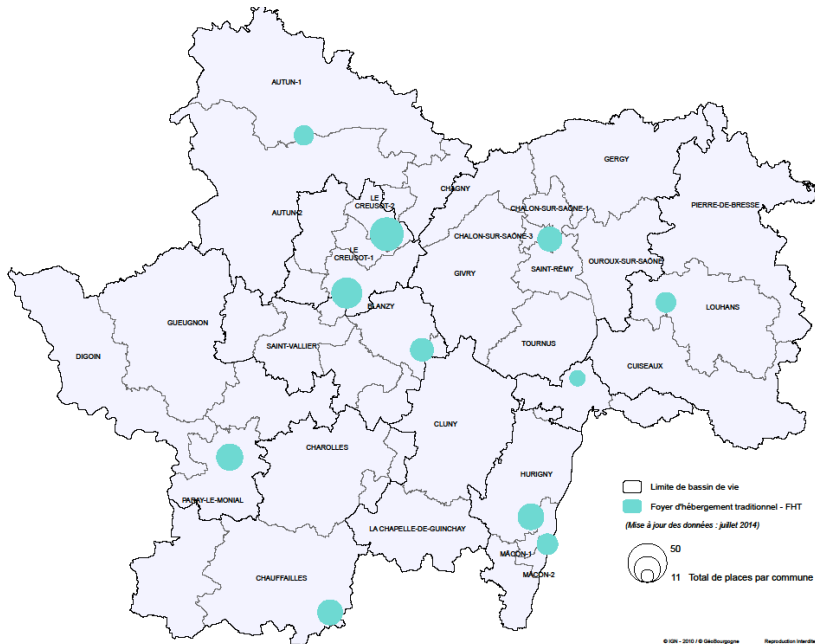 AUTUN-1
GERGY
CHAGNY
PIERRE-DE-BRESSE
LE
CREUSOT-2
CHALON-SUR-SAÔNE-1
AUTUN-2
CHALON-SUR-SAÔNE-3
LE
CREUSOT-1
OUROUX-SUR-SAÔNE
GIVRY
SAINT-RÉMY
BLANZY
LOUHANS
GUEUGNON
SAINT-VALLIER
TOURNUS
DIGOIN
CUISEAUX
CLUNY
CHAROLLES
HURIGNY
PARAY-LE-MONIAL
LA CHAPELLE-DE-GUINCHAY
MÂCON-1
MÂCON-2
CHAUFFAILLES
Limite de bassin de vie
Foyer d'hébergement traditionnel - FHT
(Mise à jour des données : juillet 2014)
50
11 Total de places par commune
© IGN - 2010 / © GéoBourgogne Reproduction interdite